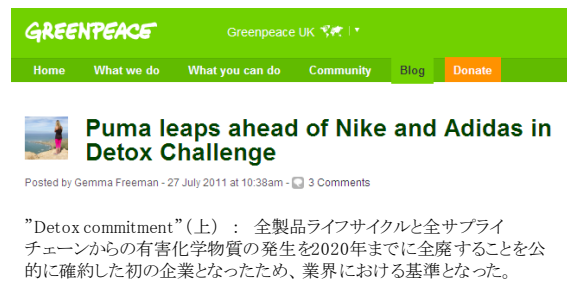 GREENPEACE
Greenpeace UK
Home What we do What you can do Community Blog Donate
Puma leaps ahead of Nike and Adidas in
Detox Challenge
Posted by Gemma Freeman - 27 July 2011 at 10:38am - 3 Comments
”Detox commitment”(上) : 全製品ライフサイクルと全サプライ
チェーンからの有害化学物質の発生を2020年までに全廃することを公
的に確約した初の企業となったため、業界における基準となった。